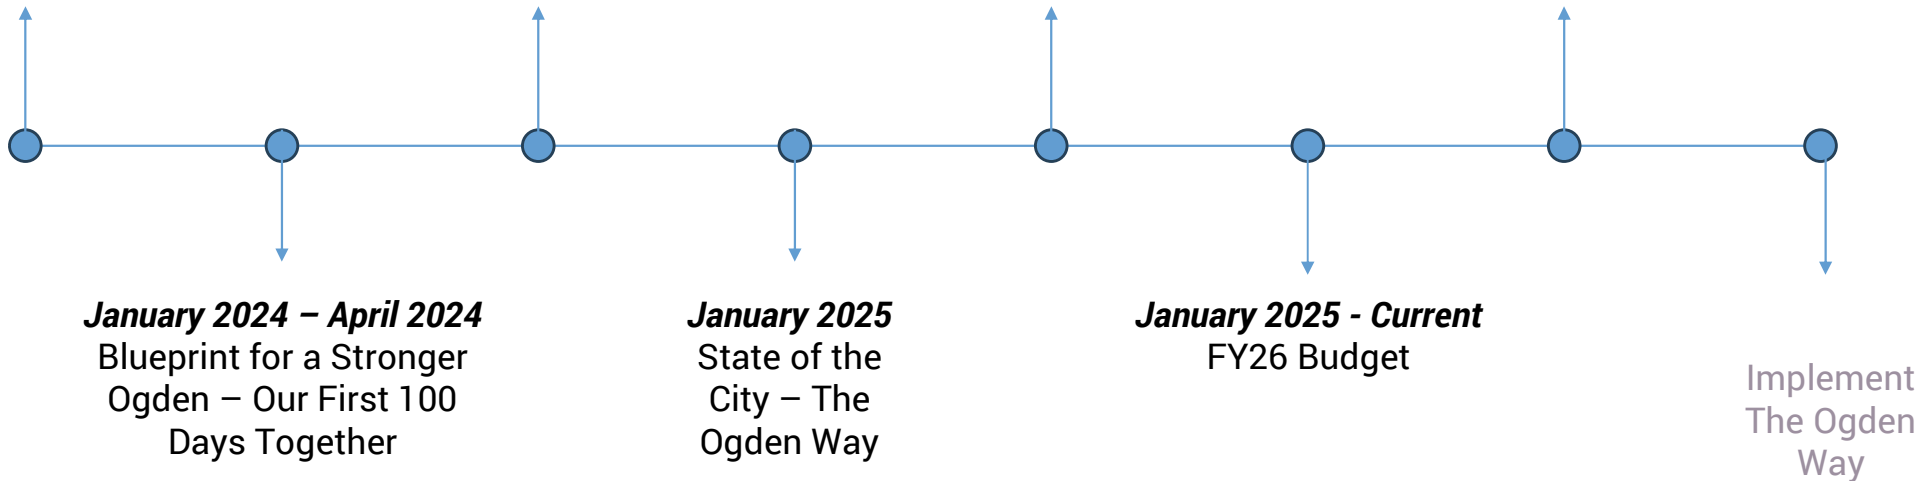 January 2024 – April 2024
Blueprint for a Stronger
Ogden – Our First 100
Days Together
January 2025
State of the
City – The
Ogden Way
January 2025 - Current
FY26 Budget
Implement
The Ogden
Way